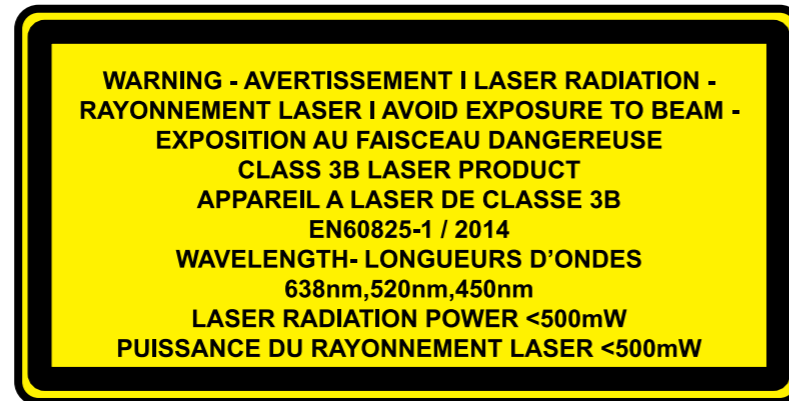 WARNING - AVERTISSEMENT I LASER RADIATION -
RAYONNEMENT LASER I AVOID EXPOSURE TO BEAM -
EXPOSITION AU FAISCEAU DANGEREUSE
CLASS 3B LASER PRODUCT
APPAREIL A LASER DE CLASSE 3B
EN60825-1 / 2014
WAVELENGTH- LONGUEURS D’ONDES
638nm,520nm,450nm
LASER RADIATION POWER <500mW
PUISSANCE DU RAYONNEMENT LASER <500mW